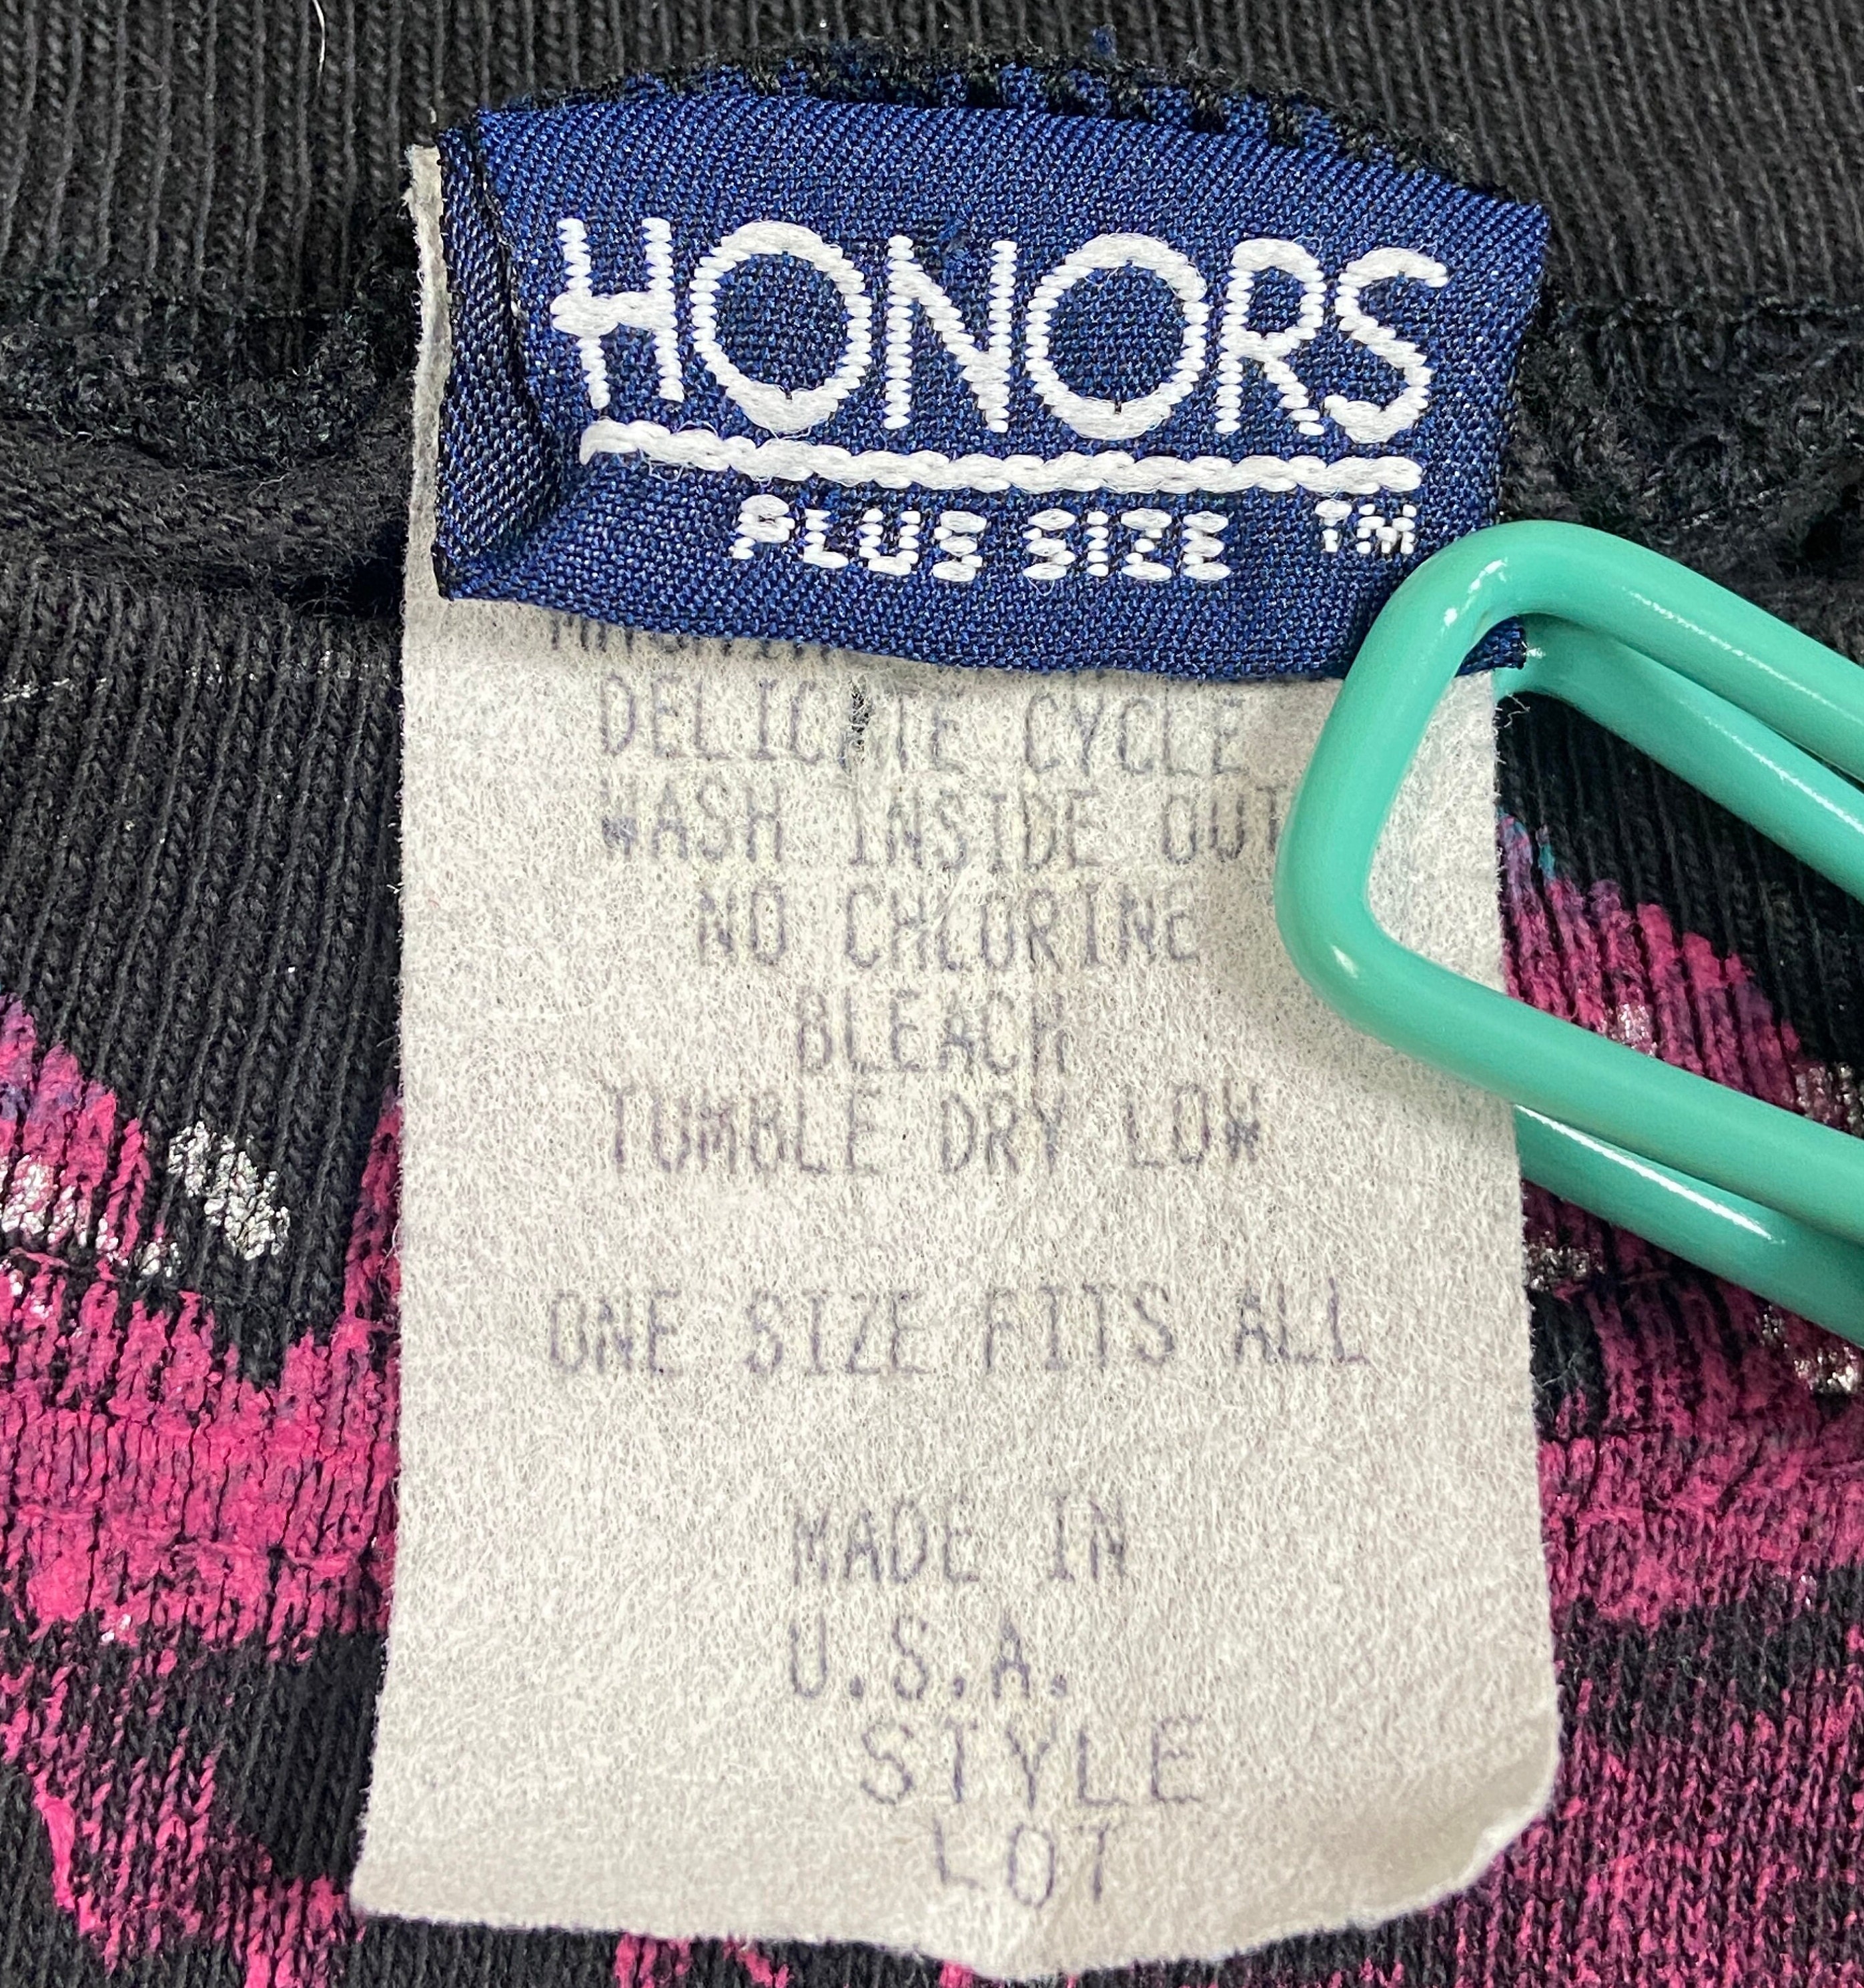 HONORS
PLUS SIZE ™
DELICATE CYCLE
WASH INSIDE OUT
NO CHLORINE
BLEACH
TUMBLE DRY LOW
ONE SIZE FITS ALL
MADE IN
U.S.A.
STYLE
LOT